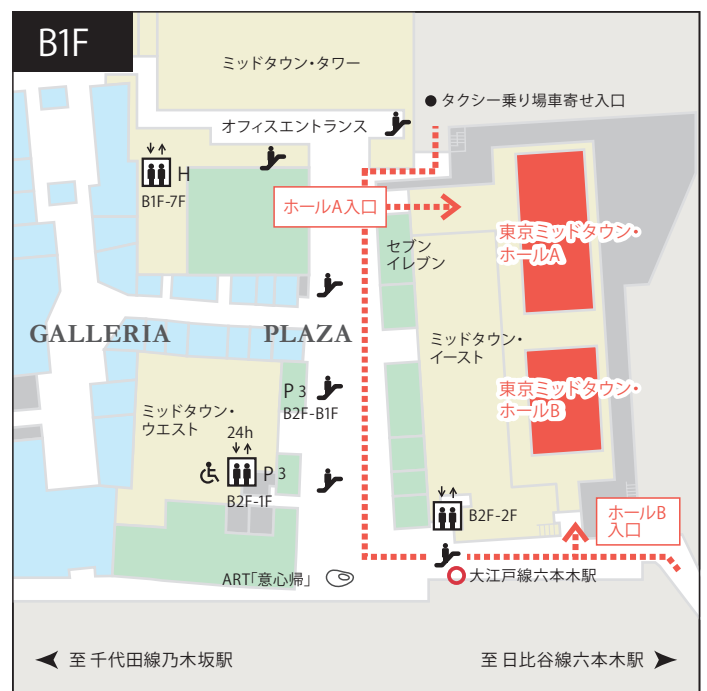 B1F
ミッドタウン・タワー
タクシー乗り場車寄せ入口
オフィスエントランス
H
B1F-7F
ホールA入口
東京ミッドタウン・
ホールA
セブン
イレブン
GALLERIA
PLAZA
ミッドタウン・
イースト
東京ミッドタウン・
ホールB
P 3
B2F-B1F
ミッドタウン・
ウエスト
24h
P 3
B2F-1F
B2F-2F
ホールB
入口
ART「意心帰」
大江戸線六本木駅
至 千代田線乃木坂駅
至 日比谷線六本木駅